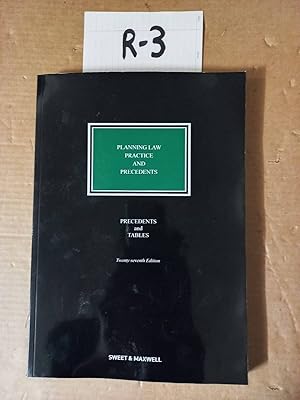 R-3
PLANNING LAW
PRACTICE
AND
PRECEDENTS
PRECEDENTS
and
TABLES
Twenty-seventh Edition
SWEET & MAXWELL